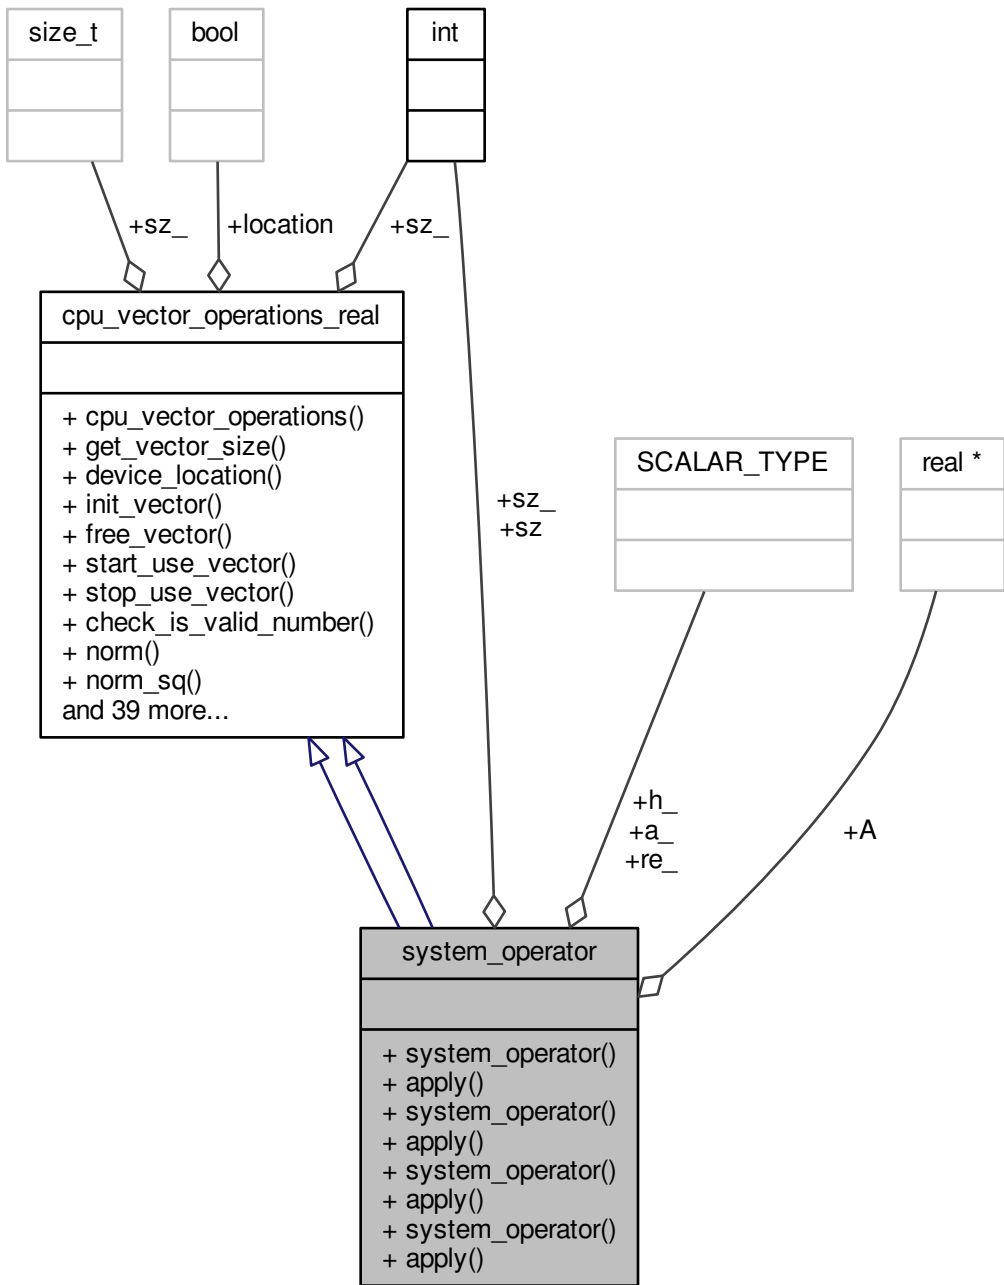 size_t
bool
int
+sz_
+location
+sz_
cpu_vector_operations_real
+ cpu_vector_operations()
+ get_vector_size()
+ device_location()
+ init_vector()
+ free_vector()
+ start_use_vector()
+ stop_use_vector()
+ check_is_valid_number()
+ norm()
+ norm_sq()
and 39 more...
SCALAR_TYPE
real *
+sz_
+sz
+h_
+a_
+re_
+A
system_operator
+ system_operator()
+ apply()
+ system_operator()
+ apply()
+ system_operator()
+ apply()
+ system_operator()
+ apply()